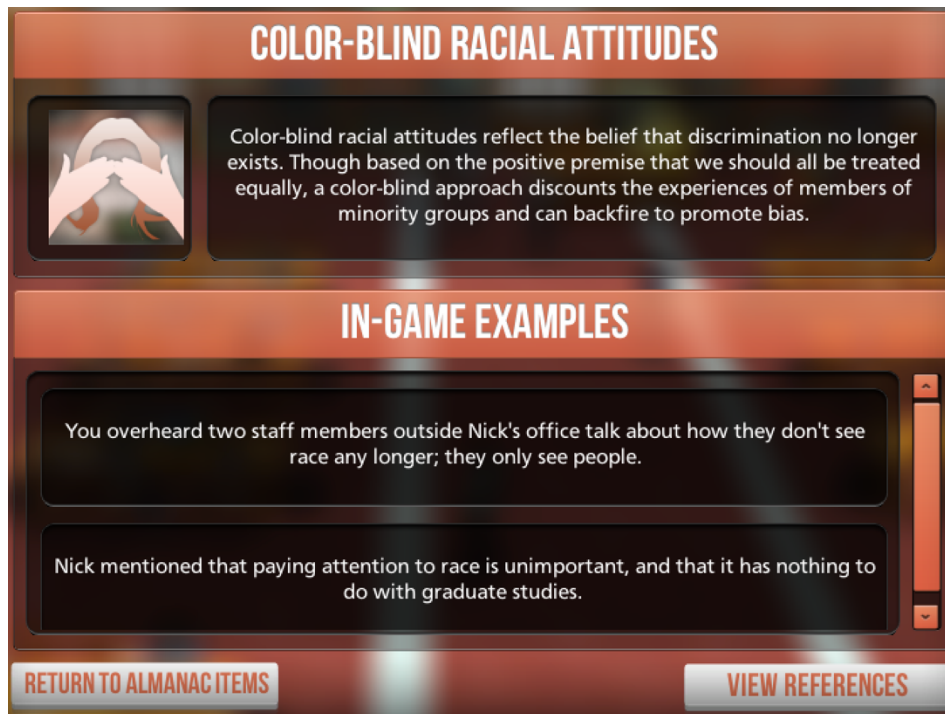 COLOR-BLIND RACIAL ATTITUDES
Color-blind racial attitudes reflect the belief that discrimination no longer
exists. Though based on the positive premise that we should all be treated
equally, a color-blind approach discounts the experiences of members of
minority groups and can backfire to promote bias.
IN-GAME EXAMPLES
You overheard two staff members outside Nick's office talk about how they don't see
race any longer; they only see people.
Nick mentioned that paying attention to race is unimportant, and that it has nothing to
do with graduate studies.
RETURN TO ALMANAC ITEMS
VIEW REFERENCES